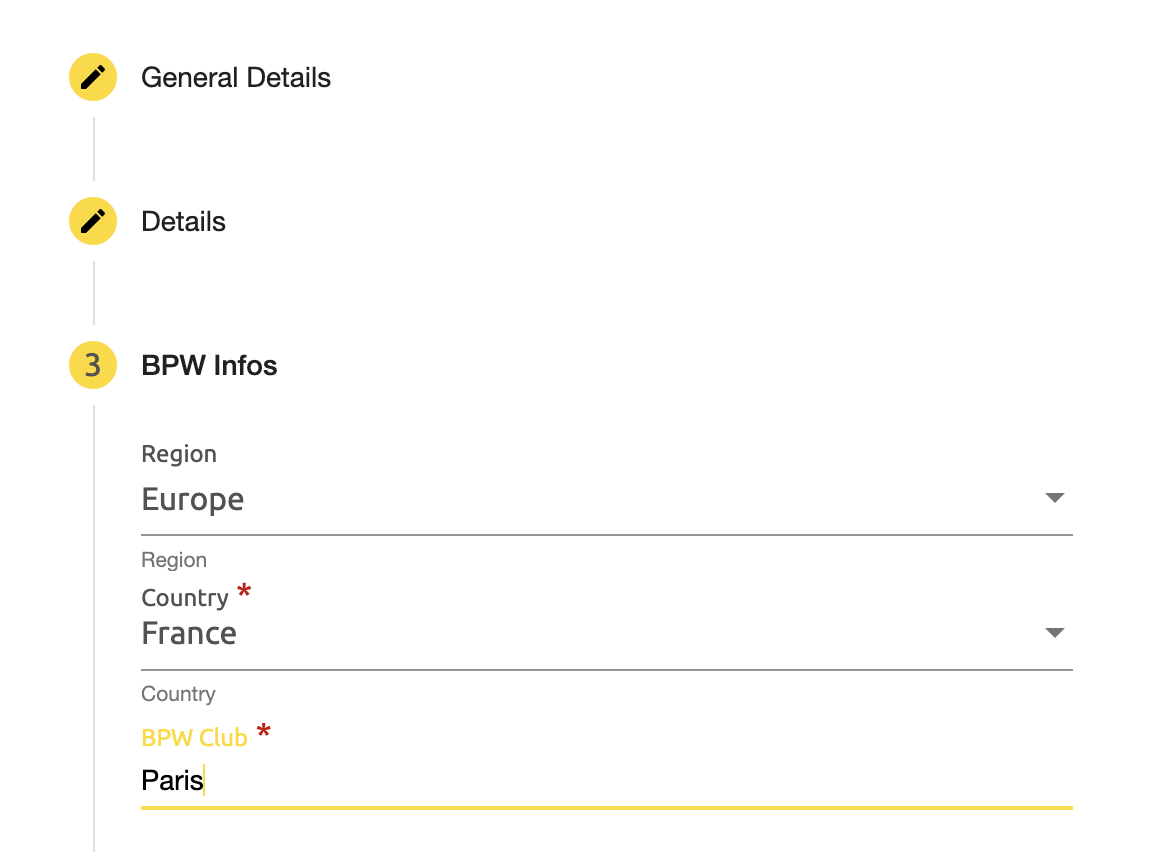 General Details
Details
3 BPW Infos
Region
Europe
Region
Country *
France
Country
BPW Club *
Paris